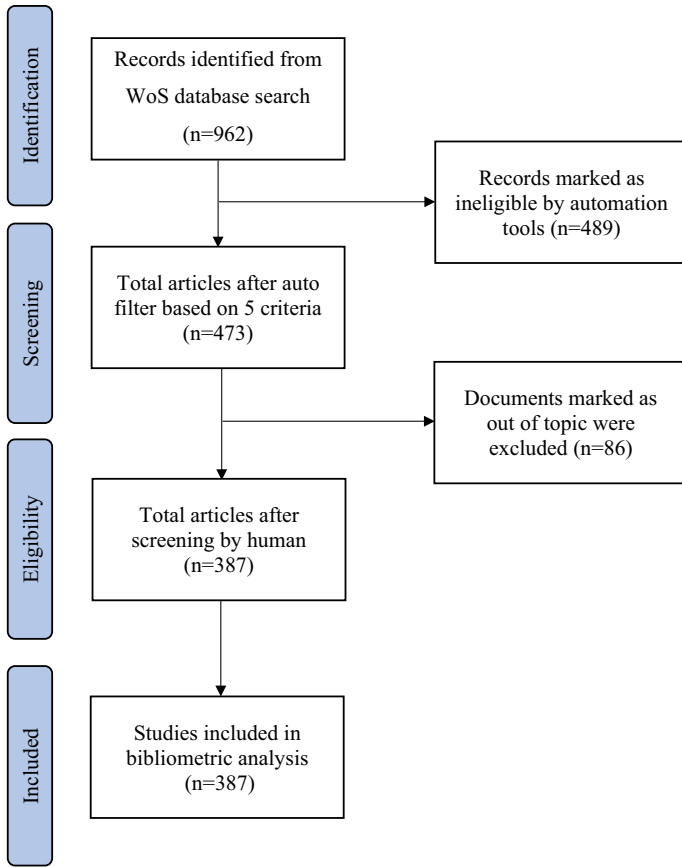 Identification
Records identified from
WoS database search
(n=962)
Records marked as
ineligible by automation
tools (n=489)
Screening
Total articles after auto
filter based on 5 criteria
(n=473)
Documents marked as
out of topic were
excluded (n=86)
Eligibility
Total articles after
screening by human
(n=387)
Included
Studies included in
bibliometric analysis
(n=387)